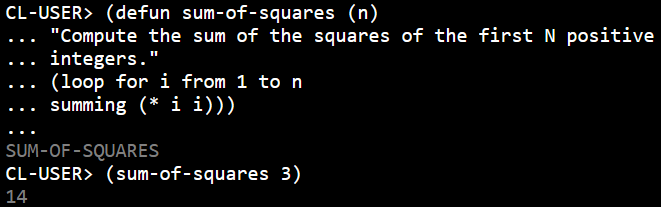 CL-USER> (defun sum-of-squares (n)
... "Compute the sum of the squares of the first N positive
... integers."
... (loop for i from 1 to n
... summing (* i i)))
...
SUM-OF-SQUARES
CL-USER> (sum-of-squares 3)
14